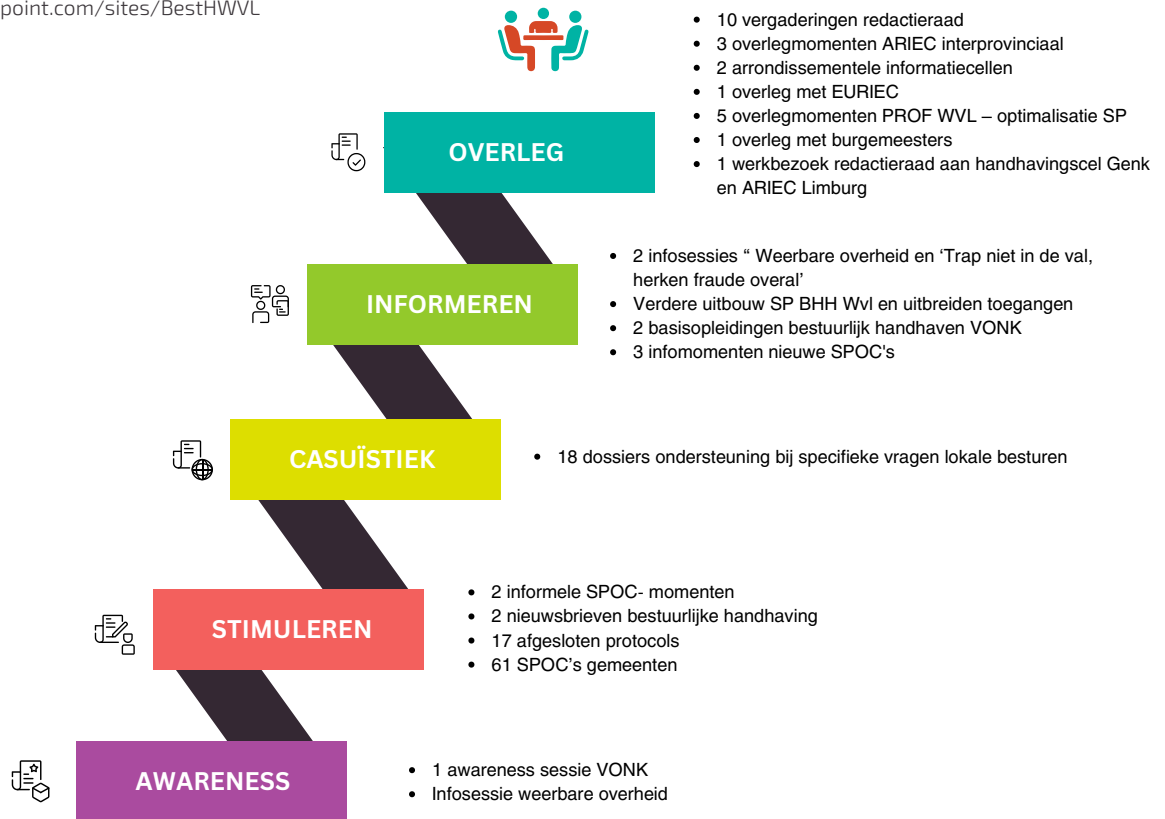 point.com/sites/BestHWVL
• 10 vergaderingen redactieraad
• 3 overlegmomenten ARIEC interprovinciaal
• 2 arrondissementele informatiecellen
• 1 overleg met EURIEC
• 5 overlegmomenten PROF WVL – optimalisatie SP
• 1 overleg met burgemeesters
• 1 werkbezoek redactieraad aan handhavingscel Genk
en ARIEC Limburg
OVERLEG
• 2 infosessies “ Weerbare overheid en ‘Trap niet in de val,
herken fraude overal’
• Verdere uitbouw SP BHH Wvl en uitbreiden toegangen
• 2 basisopleidingen bestuurlijk handhaven VONK
• 3 infomomenten nieuwe SPOC's
INFORMEREN
CASUÏSTIEK
• 18 dossiers ondersteuning bij specifieke vragen lokale besturen
STIMULEREN
• 2 informele SPOC- momenten
• 2 nieuwsbrieven bestuurlijke handhaving
• 17 afgesloten protocols
• 61 SPOC’s gemeenten
AWARENESS
• 1 awareness sessie VONK
• Infosessie weerbare overheid